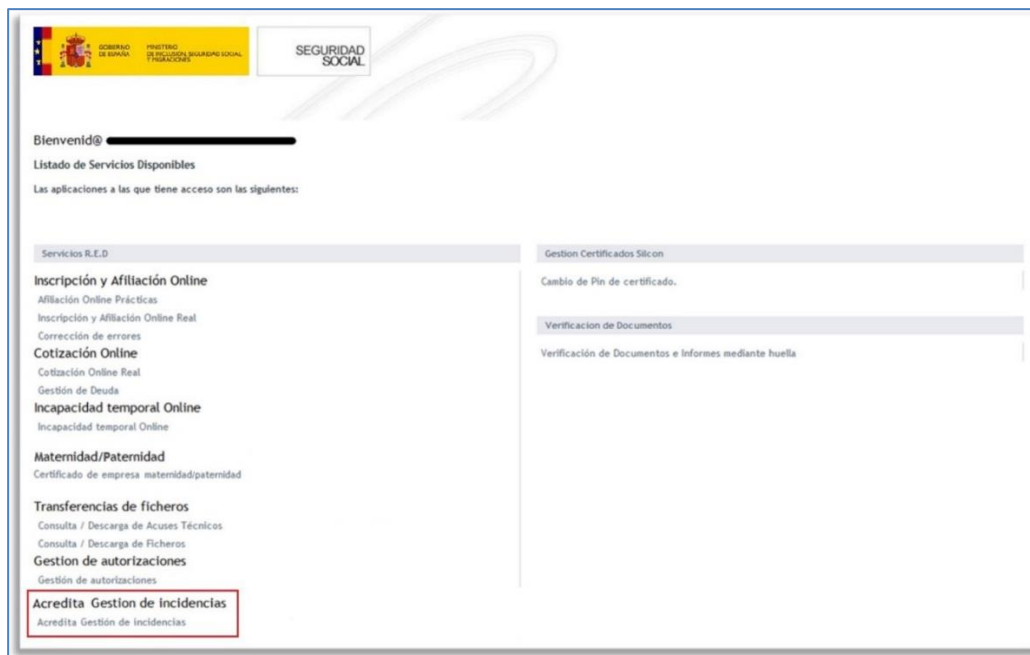 GOBIERNO
DE ESPAÑA
MINISTERIO
DE INCLUSIÓN, SEGURIDAD SOCIAL
Y MIGRACIONES
SEGURIDAD
SOCIAL
Bienvenid@
Listado de Servicios Disponibles
Las aplicaciones a las que tiene acceso son las siguientes:
Servicios R.E.D
Inscripción y Afiliación Online
Afiliación Online Prácticas
Inscripción y Afiliación Online Real
Corrección de errores
Cotización Online
Cotización Online Real
Gestión de Deuda
Incapacidad temporal Online
Incapacidad temporal Online
Maternidad/Paternidad
Certificado de empresa maternidad/paternidad
Transferencias de ficheros
Consulta / Descarga de Acuses Técnicos
Consulta / Descarga de Ficheros
Gestion de autorizaciones
Gestión de autorizaciones
Acredita Gestion de incidencias
Acredita Gestión de incidencias
Gestion Certificados Silcon
Cambio de Pin de certificado.
Verificacion de Documentos
Verificación de Documentos e Informes mediante huella